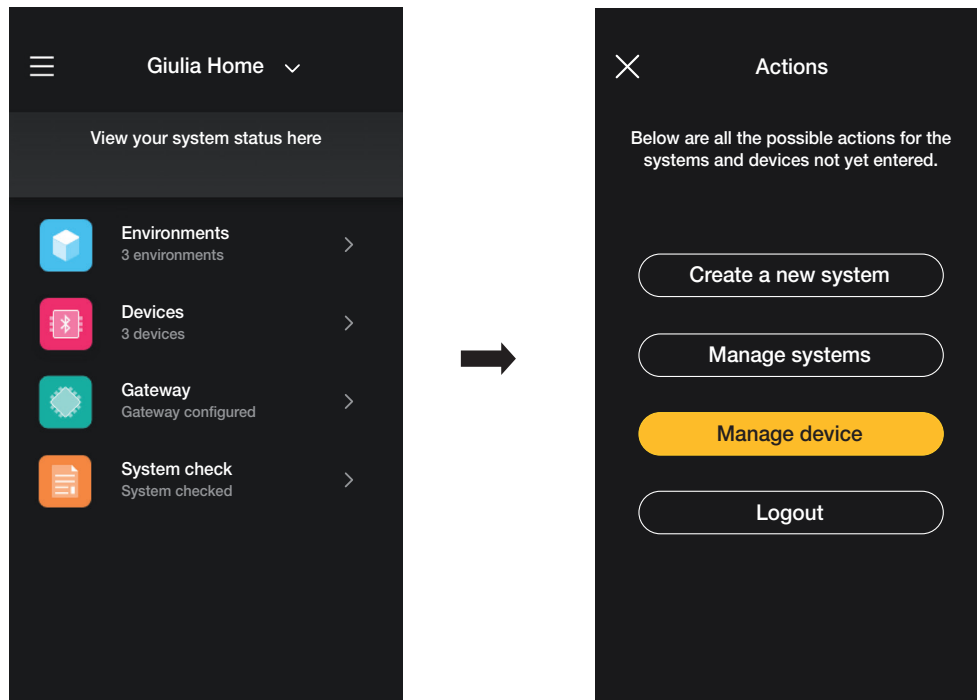 Giulia Home
View your system status here
Environments
3 environments
Devices
3 devices
Gateway
Gateway configured
System check
System checked
Actions
Below are all the possible actions for the
systems and devices not yet entered.
Create a new system
Manage systems
Manage device
Logout